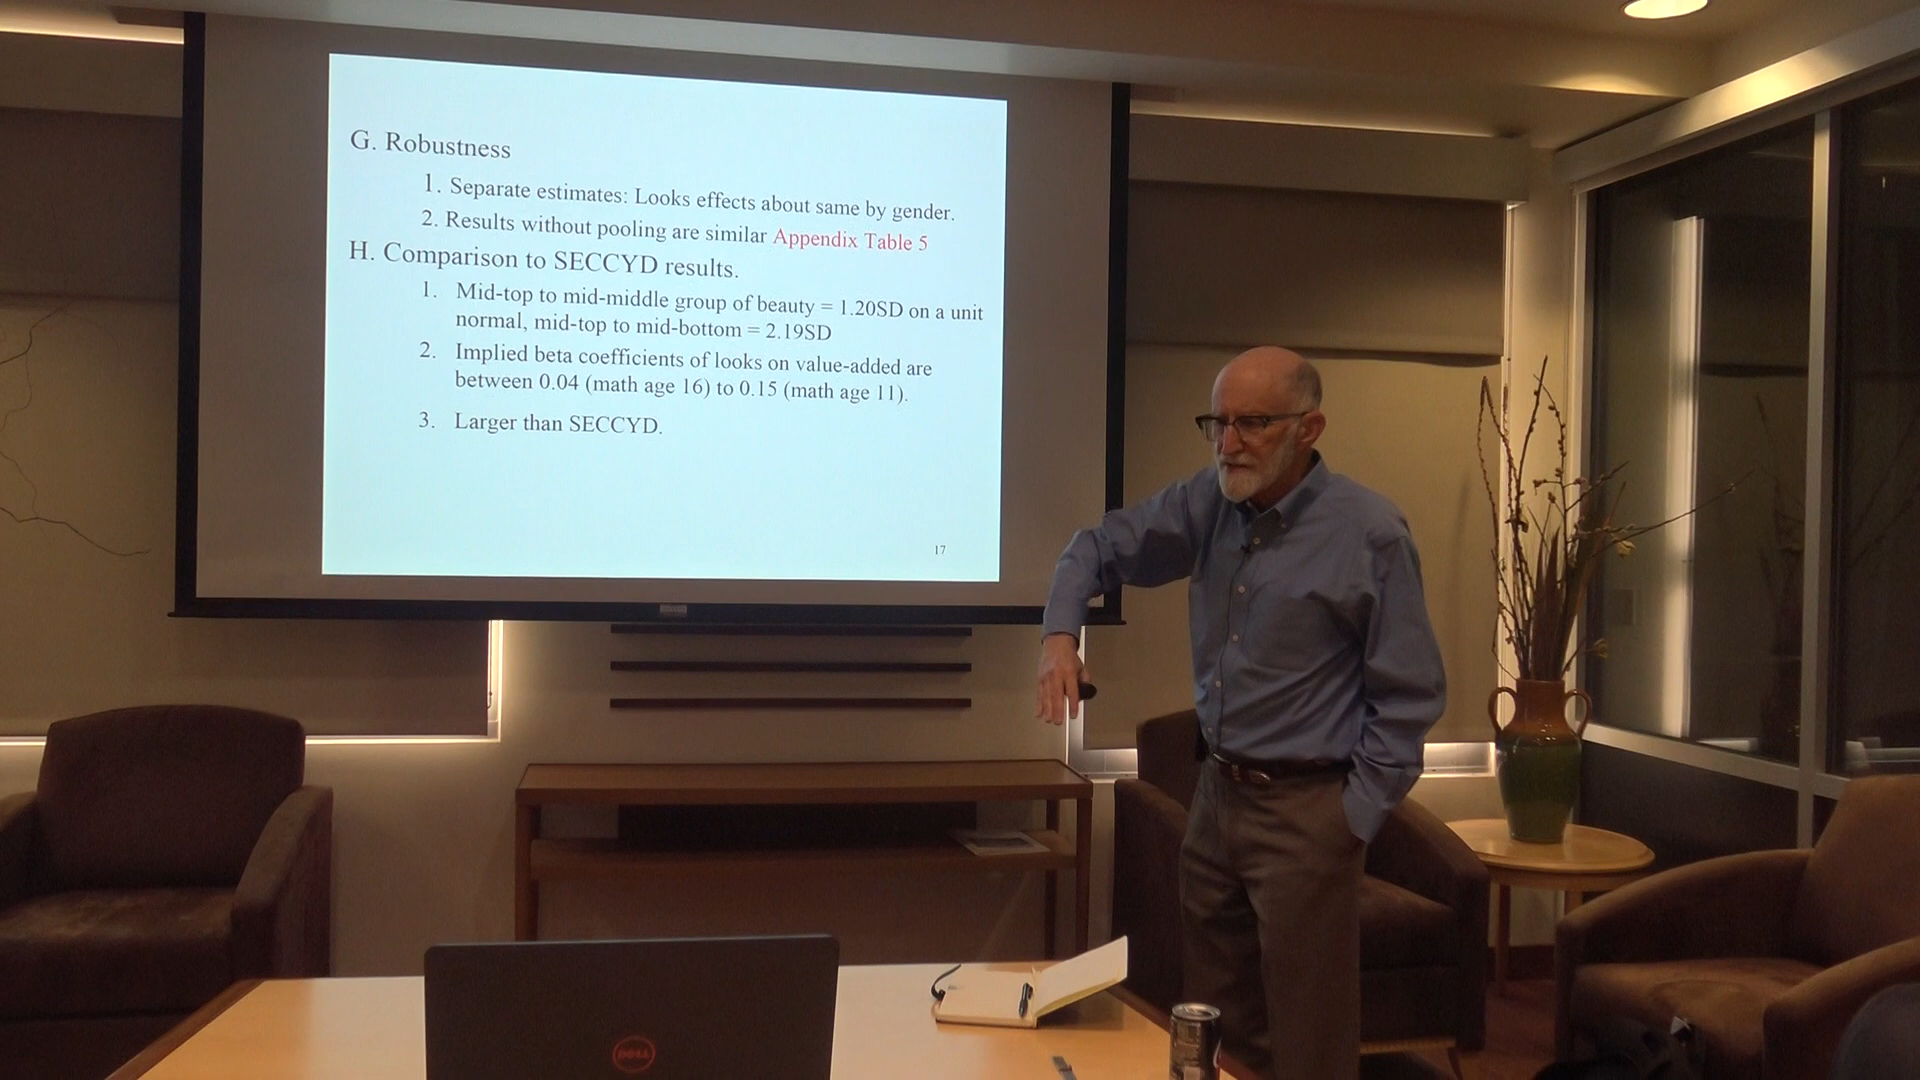 G. Robustness
1. Separate estimates: Looks effects about same by gender.
2. Results without pooling are similar Appendix Table 5
H. Comparison to SECCYD results.
1. Mid-top to mid-middle group of beauty = 1.20SD on a unit
normal, mid-top to mid-bottom = 2.19SD
2. Implied beta coefficients of looks on value-added are
between 0.04 (math age 16) to 0.15 (math age 11).
3. Larger than SECCYD.
17
DELL